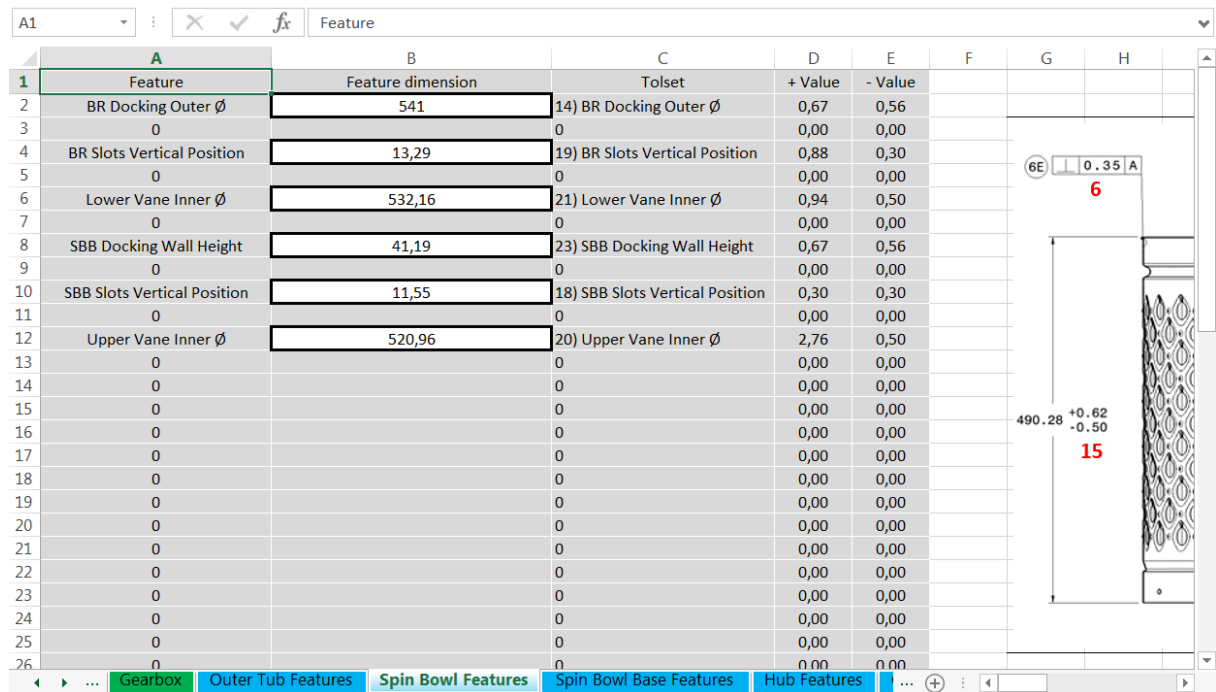 A1 fx Feature
A B C D E F G H
1 Feature Feature dimension Tolset + Value - Value
2 BR Docking Outer Ø 541 14) BR Docking Outer Ø 0,67 0,56
3 0 0 0,00 0,00
4 BR Slots Vertical Position 13,29 19) BR Slots Vertical Position 0,88 0,30
5 0 0 0,00 0,00
6 Lower Vane Inner Ø 532,16 21) Lower Vane Inner Ø 0,94 0,50
7 0 0 0,00 0,00
8 SBB Docking Wall Height 41,19 23) SBB Docking Wall Height 0,67 0,56
9 0 0 0,00 0,00
10 SBB Slots Vertical Position 11,55 18) SBB Slots Vertical Position 0,30 0,30
11 0 0 0,00 0,00
12 Upper Vane Inner Ø 520,96 20) Upper Vane Inner Ø 2,76 0,50
13 0 0 0,00 0,00
14 0 0 0,00 0,00
15 0 0 0,00 0,00
16 0 0 0,00 0,00
17 0 0 0,00 0,00
18 0 0 0,00 0,00
19 0 0 0,00 0,00
20 0 0 0,00 0,00
21 0 0 0,00 0,00
22 0 0 0,00 0,00
23 0 0 0,00 0,00
24 0 0 0,00 0,00
25 0 0 0,00 0,00
26 0 0 0,00 0,00
6E ⊥ 0.35 A
6
490.28 +0.62
-0.50
15
... Gearbox Outer Tub Features Spin Bowl Features Spin Bowl Base Features Hub Features ...